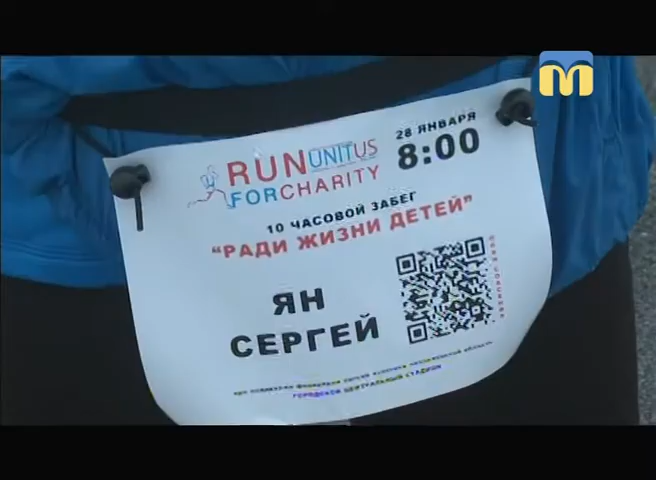 М
RUN UNITUS
FORCHARITY
28 ЯНВАРЯ
8:00
10 ЧАСОВОЙ ЗАБЕГ
"РАДИ ЖИЗНИ ДЕТЕЙ"
ЯН
СЕРГЕЙ
ГОРОДСКОЙ ЦЕНТРАЛЬНЫЙ СТАДИОН